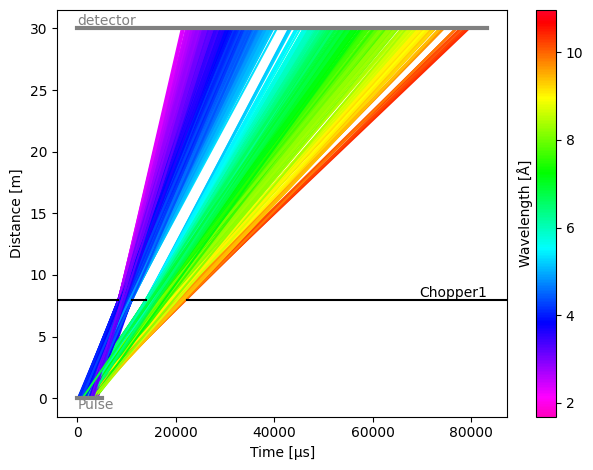 detector
Chopper1
Pulse
30
25
20
15
10
5
0
Distance [m]
0
20000
40000
60000
80000
Time [µs]
10
8
6
4
2
Wavelength [Å]